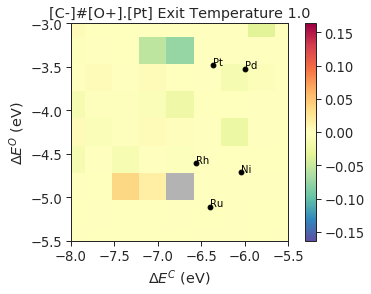 [C-]#[O+].[Pt] Exit Temperature 1.0
−3.0
−3.5
−4.0
−4.5
−5.0
−5.5
ΔE^O (eV)
Pt
Pd
Rh
Ni
Ru
−8.0 −7.5 −7.0 −6.5 −6.0 −5.5
ΔE^C (eV)
0.15
0.10
0.05
0.00
−0.05
−0.10
−0.15